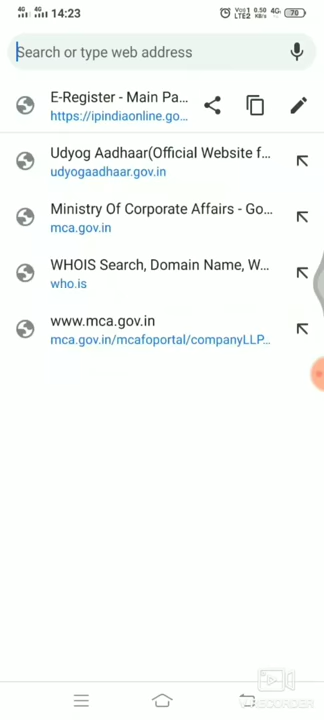 4G 4G 14:23 Vo) 1 LTE2 0.50 KB/s 4G 70
Search or type web address
E-Register - Main Pa...
https://ipindiaonline.go...
Udyog Aadhaar(Official Website f...
udyogaadhaar.gov.in
Ministry Of Corporate Affairs - Go...
mca.gov.in
WHOIS Search, Domain Name, W...
who.is
www.mca.gov.in
mca.gov.in/mcafoportal/companyLLP...
RECORDER